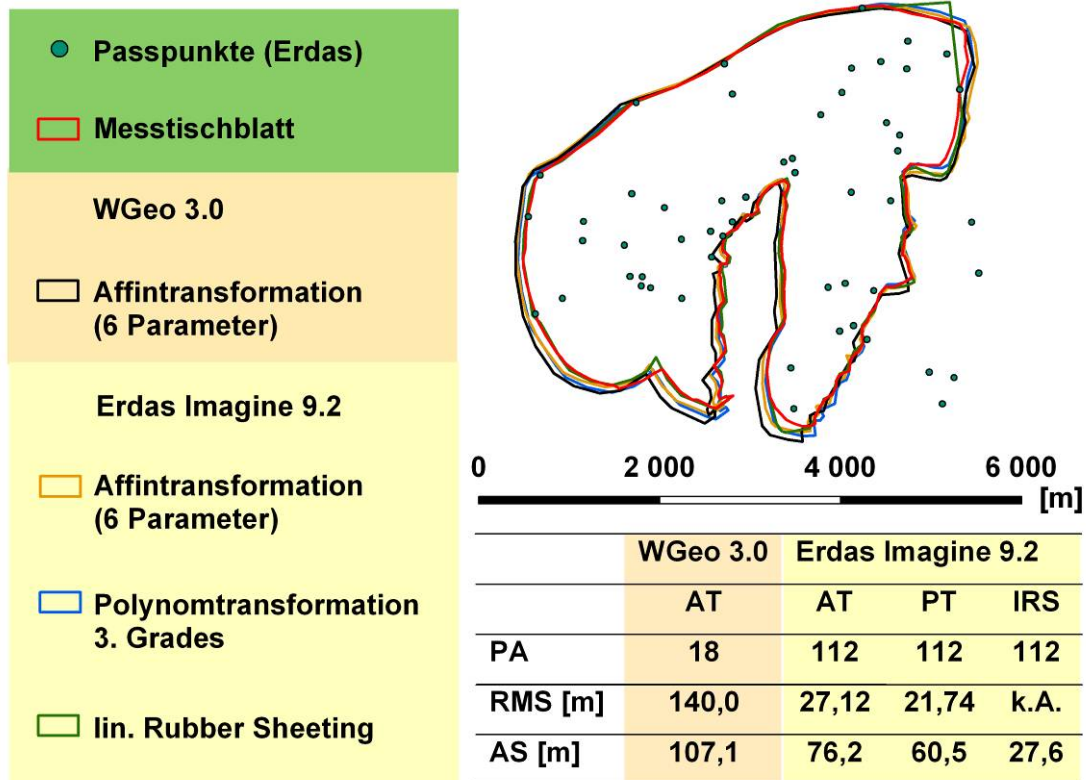 Passpunkte (Erdas)
Messtischblatt
WGeo 3.0
Affintransformation
(6 Parameter)
Erdas Imagine 9.2
Affintransformation
(6 Parameter)
Polynomtransformation
3. Grades
lin. Rubber Sheeting
0 2 000 4 000 6 000
[m]
WGeo 3.0 Erdas Imagine 9.2
AT AT PT IRS
PA 18 112 112 112
RMS [m] 140,0 27,12 21,74 k.A.
AS [m] 107,1 76,2 60,5 27,6